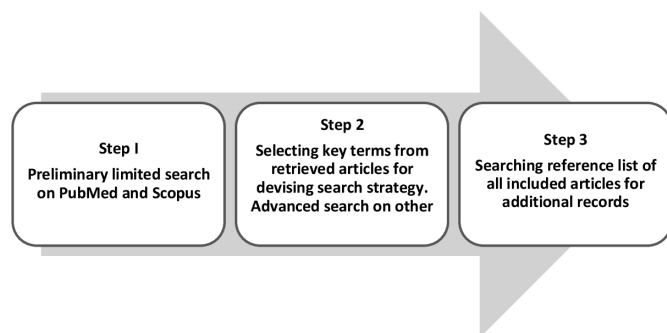 Step I
Preliminary limited search
on PubMed and Scopus
Step 2
Selecting key terms from
retrieved articles for
devising search strategy.
Advanced search on other
Step 3
Searching reference list of
all included articles for
additional records